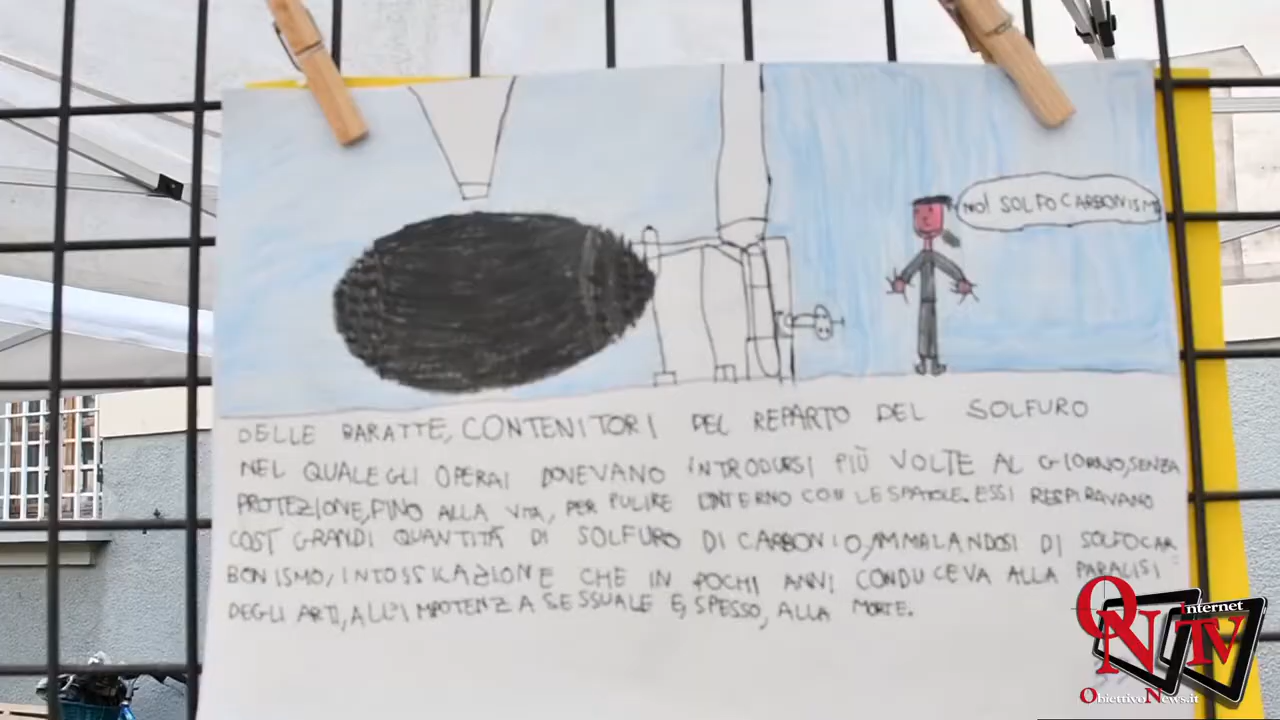 NO! SOLFOCARBONISM
DELLE BARATTE, CONTENITORI DEL REPARTO DEL SOLFURO
NEL QUALE GLI OPERAI DOVEVANO INTRODURSI PIÙ VOLTE AL GIORNO, SENZA
PROTEZIONE, FINO ALLA VITA, PER PULIRE L'INTERNO CON LE SPATOLE. ESSI RESPIRAVANO
COSÌ GRANDI QUANTITÀ DI SOLFURO DI CARBONIO, AMMALANDOSI DI SOLFOCAR
BONISMO, INTOSSICAZIONE CHE IN POCHI ANNI CONDUCEVA ALLA PARALISI
DEGLI ARTI, ALL'IMPOTENZA SESSUALE E, SPESSO, ALLA MORTE.
ON Internet TV
ObiettivoNews.it